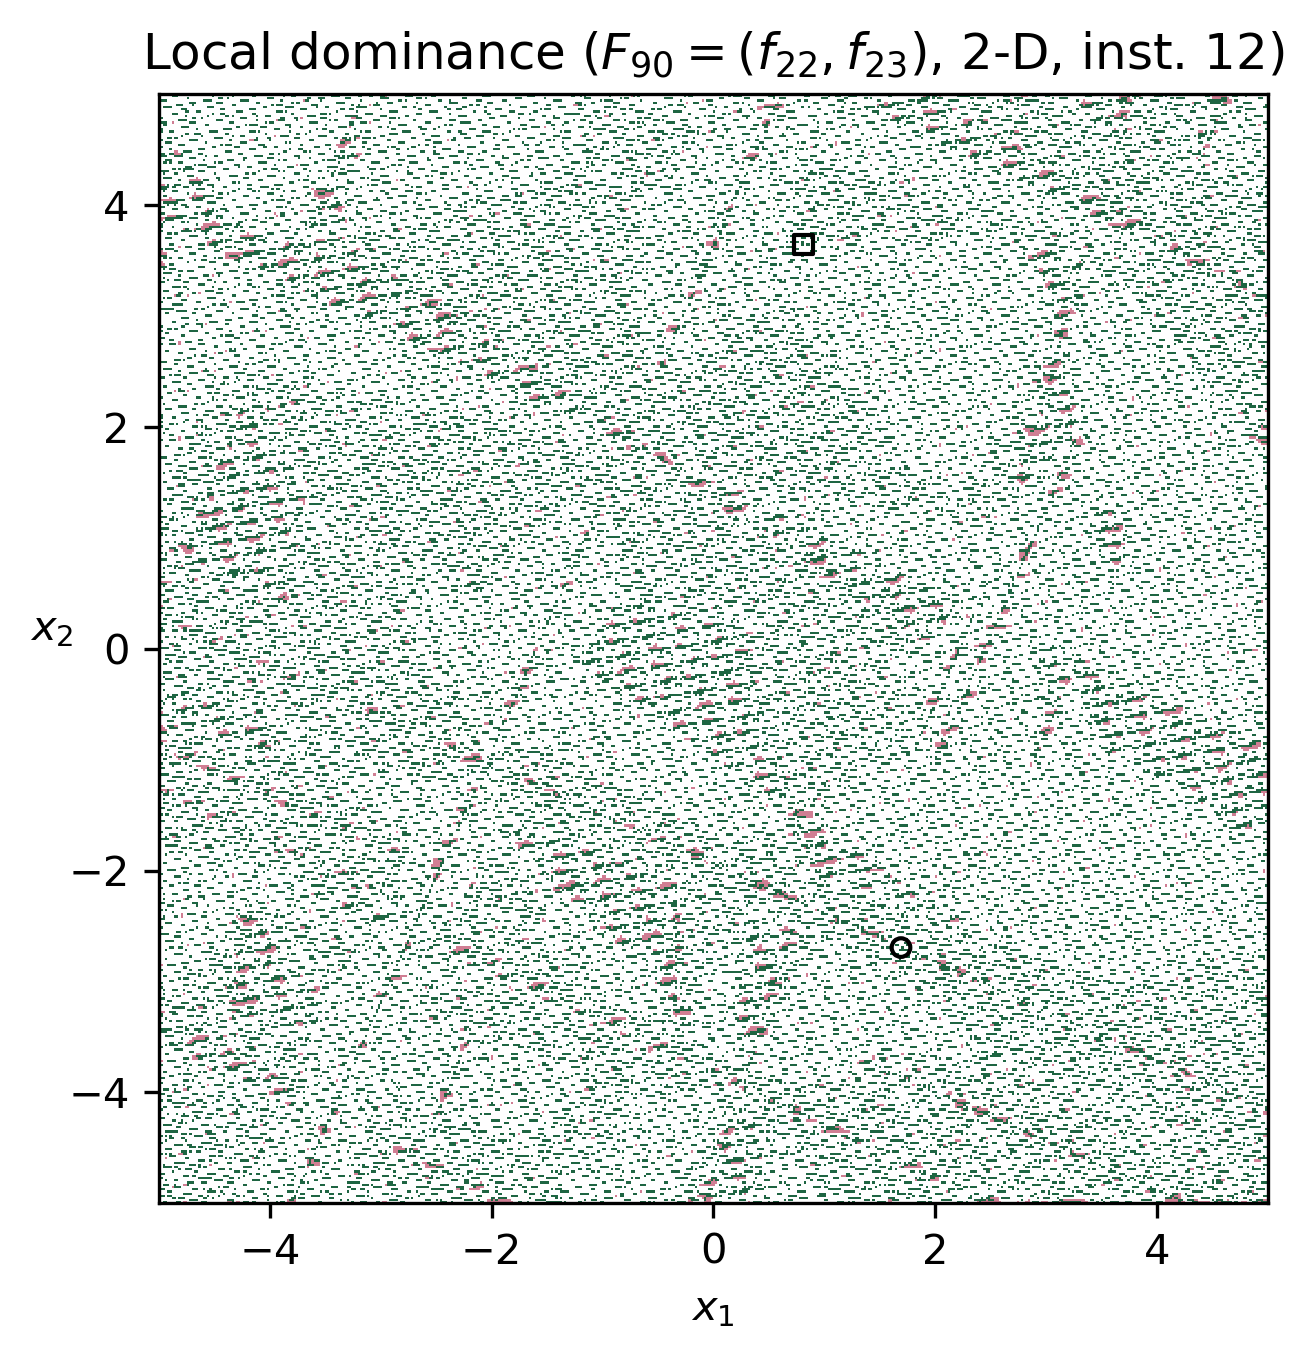 Local dominance (F₉₀ = (f₂₂, f₂₃), 2-D, inst. 12)
4
2
x₂ 0
−2
−4
−4 −2 0 2 4
x₁